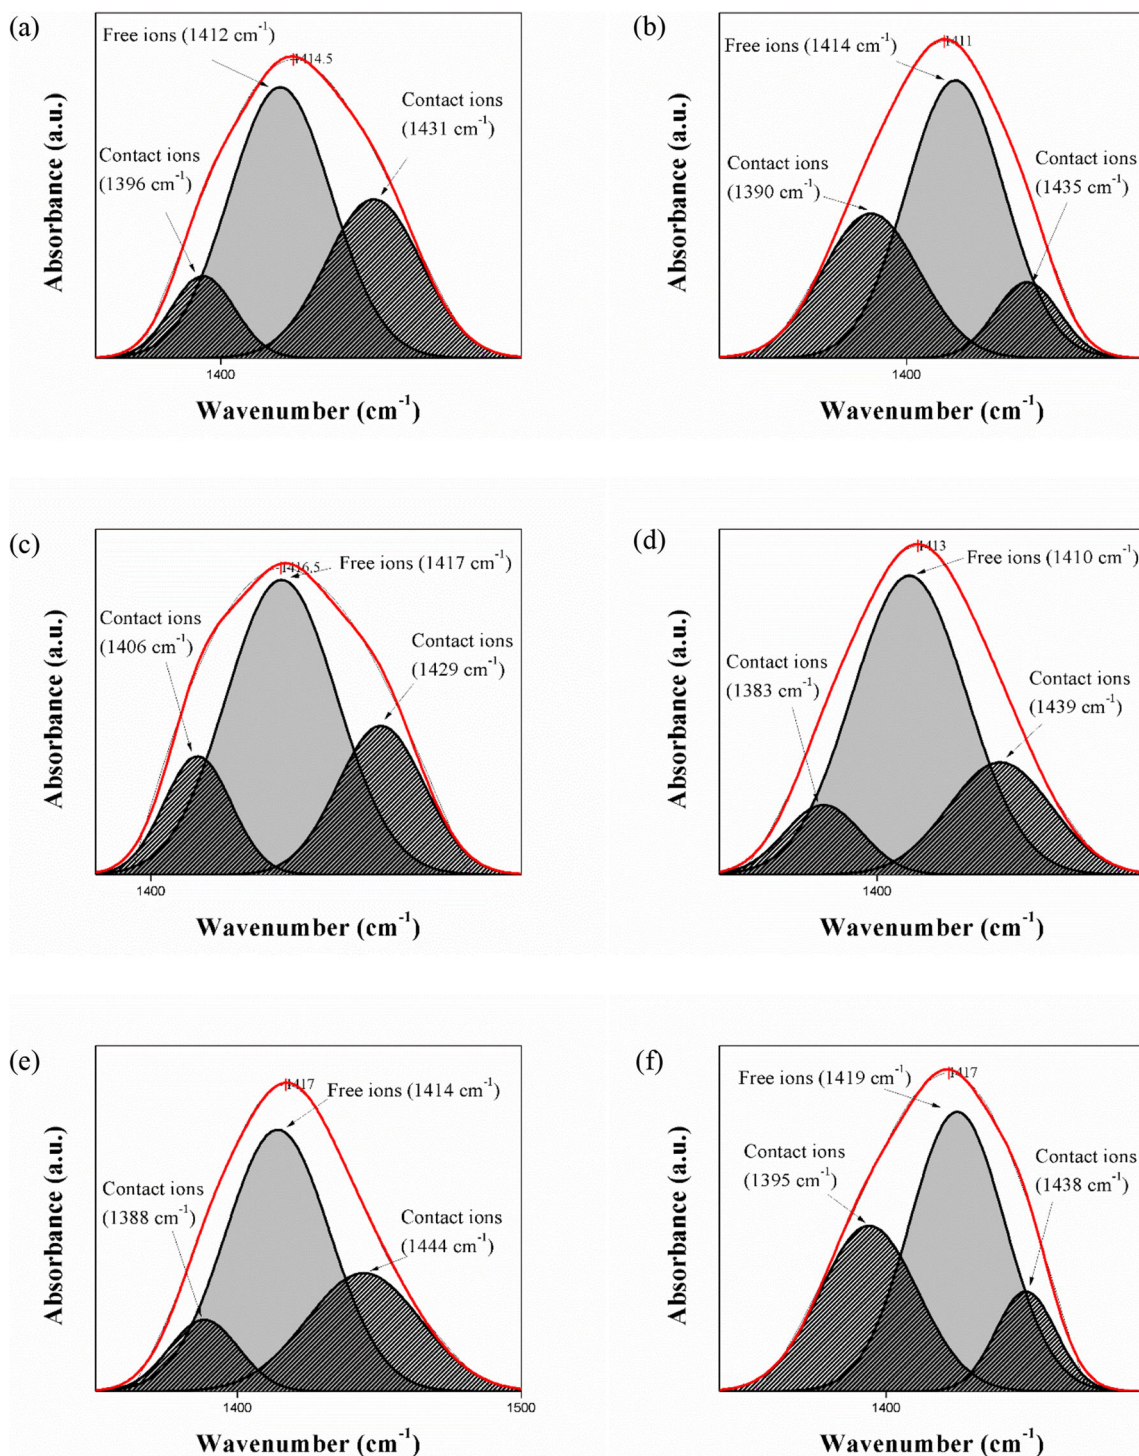 (a)
Free ions (1412 cm⁻¹)
1414.5
Contact ions
(1431 cm⁻¹)
Contact ions
(1396 cm⁻¹)
Absorbance (a.u.)
1400
Wavenumber (cm⁻¹)
(b)
Free ions (1414 cm⁻¹)
1411
Contact ions
(1390 cm⁻¹)
Contact ions
(1435 cm⁻¹)
Absorbance (a.u.)
1400
Wavenumber (cm⁻¹)
(c)
1416.5
Free ions (1417 cm⁻¹)
Contact ions
(1406 cm⁻¹)
Contact ions
(1429 cm⁻¹)
Absorbance (a.u.)
1400
Wavenumber (cm⁻¹)
(d)
1413
Free ions (1410 cm⁻¹)
Contact ions
(1383 cm⁻¹)
Contact ions
(1439 cm⁻¹)
Absorbance (a.u.)
1400
Wavenumber (cm⁻¹)
(e)
1417
Free ions (1414 cm⁻¹)
Contact ions
(1388 cm⁻¹)
Contact ions
(1444 cm⁻¹)
Absorbance (a.u.)
1400
1500
Wavenumber (cm⁻¹)
(f)
Free ions (1419 cm⁻¹)
1417
Contact ions
(1395 cm⁻¹)
Contact ions
(1438 cm⁻¹)
Absorbance (a.u.)
1400
Wavenumber (cm⁻¹)